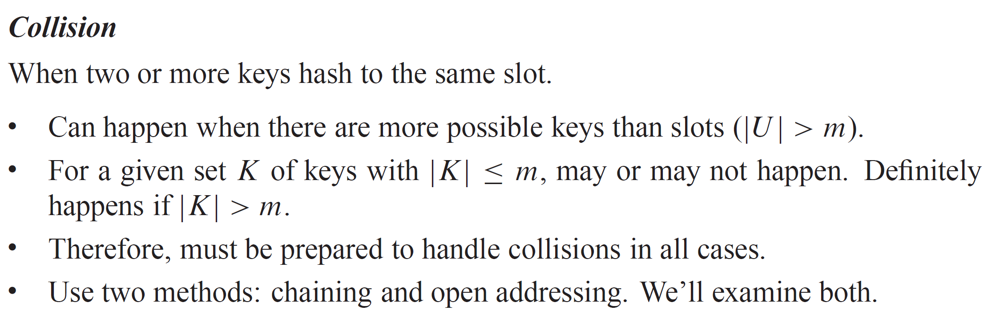 Collision
When two or more keys hash to the same slot.
• Can happen when there are more possible keys than slots (|U| > m).
• For a given set K of keys with |K| ≤ m, may or may not happen. Definitely
happens if |K| > m.
• Therefore, must be prepared to handle collisions in all cases.
• Use two methods: chaining and open addressing. We’ll examine both.